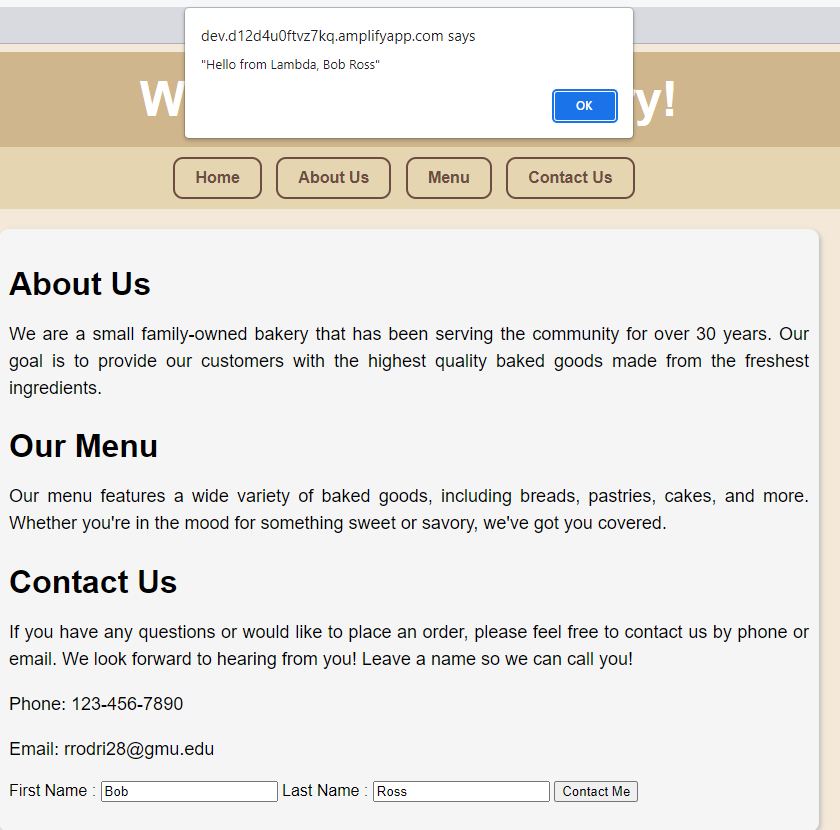 dev.d12d4u0ftvz7kq.amplifyapp.com says
"Hello from Lambda, Bob Ross"
OK
Home About Us Menu Contact Us
About Us
We are a small family-owned bakery that has been serving the community for over 30 years. Our
goal is to provide our customers with the highest quality baked goods made from the freshest
ingredients.
Our Menu
Our menu features a wide variety of baked goods, including breads, pastries, cakes, and more.
Whether you're in the mood for something sweet or savory, we've got you covered.
Contact Us
If you have any questions or would like to place an order, please feel free to contact us by phone or
email. We look forward to hearing from you! Leave a name so we can call you!
Phone: 123-456-7890
Email: rrodri28@gmu.edu
First Name : Bob Last Name : Ross Contact Me